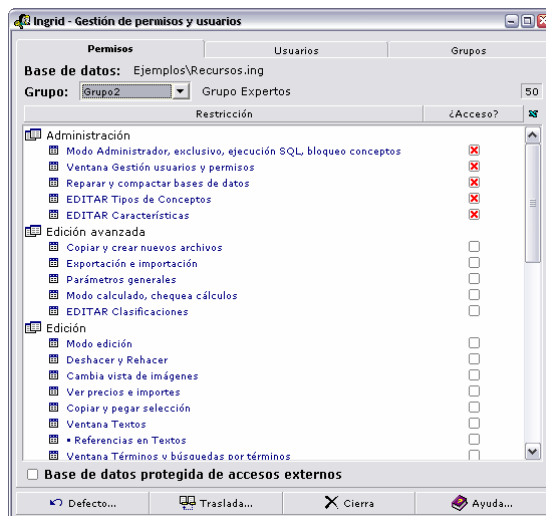 Ingrid - Gestión de permisos y usuarios
Permisos Usuarios Grupos
Base de datos: Ejemplos\Recursos.ing
Grupo: Grupo2 Grupo Expertos 50
Restricción ¿Acceso?
Administración
Modo Administrador, exclusivo, ejecución SQL, bloqueo conceptos
Ventana Gestión usuarios y permisos
Reparar y compactar bases de datos
EDITAR Tipos de Conceptos
EDITAR Características
Edición avanzada
Copiar y crear nuevos archivos
Exportación e importación
Parámetros generales
Modo calculado, chequea cálculos
EDITAR Clasificaciones
Edición
Modo edición
Deshacer y Rehacer
Cambia vista de imágenes
Ver precios e importes
Copiar y pegar selección
Ventana Textos
• Referencias en Textos
Ventana Términos y búsquedas por términos
Base de datos protegida de accesos externos
Defecto... Traslada... Cierra Ayuda...